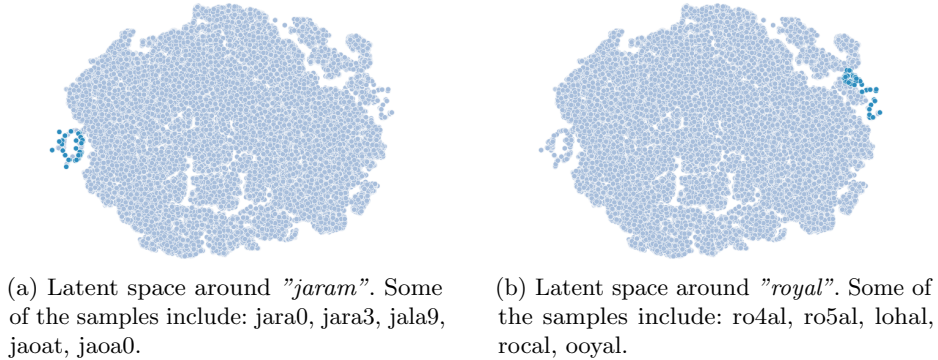 (a) Latent space around ”jaram”. Some
of the samples include: jara0, jara3, jala9,
jaoat, jaoa0.
(b) Latent space around ”royal”. Some of
the samples include: ro4al, ro5al, lohal,
rocal, ooyal.